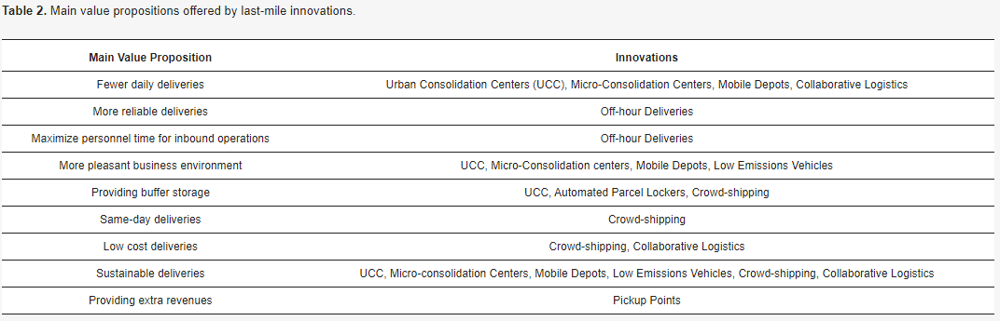 Table 2. Main value propositions offered by last-mile innovations.
Main Value Proposition Innovations
Fewer daily deliveries Urban Consolidation Centers (UCC), Micro-Consolidation Centers, Mobile Depots, Collaborative Logistics
More reliable deliveries Off-hour Deliveries
Maximize personnel time for inbound operations Off-hour Deliveries
More pleasant business environment UCC, Micro-Consolidation centers, Mobile Depots, Low Emissions Vehicles
Providing buffer storage UCC, Automated Parcel Lockers, Crowd-shipping
Same-day deliveries Crowd-shipping
Low cost deliveries Crowd-shipping, Collaborative Logistics
Sustainable deliveries UCC, Micro-consolidation Centers, Mobile Depots, Low Emissions Vehicles, Crowd-shipping, Collaborative Logistics
Providing extra revenues Pickup Points